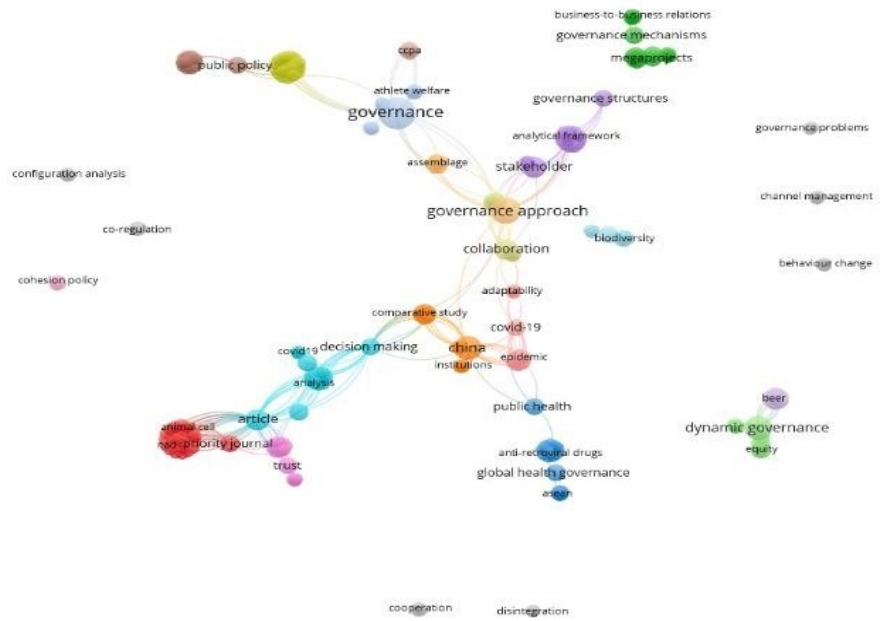 business-to-business relations
governance mechanisms
megaprojects
ccpa
public policy
athlete welfare
governance
governance structures
analytical framework
governance problems
assemblage
stakeholder
configuration analysis
channel management
governance approach
co-regulation
biodiversity
collaboration
behaviour change
cohesion policy
adaptability
comparative study
covid-19
decision making
china
covid19
epidemic
institutions
analysis
beer
public health
article
animal cell
dynamic governance
priority journal
equity
anti-retroviral drugs
trust
global health governance
asean
cooperation
disintegration